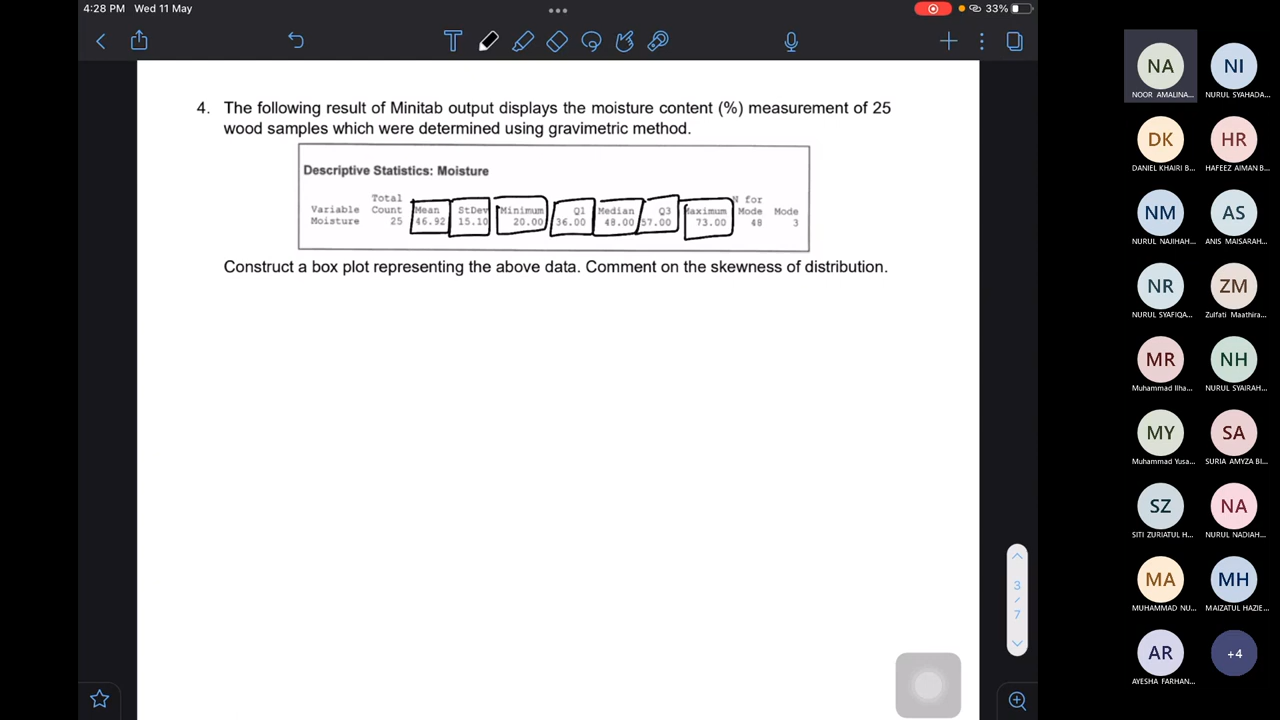 4:28 PM Wed 11 May
33%
4. The following result of Minitab output displays the moisture content (%) measurement of 25
wood samples which were determined using gravimetric method.
Descriptive Statistics: Moisture
Total N for
Variable Count Mean StDev Minimum Q1 Median Q3 Maximum Mode Mode
Moisture 25 46.92 15.10 20.00 36.00 48.00 57.00 73.00 48 3
Construct a box plot representing the above data. Comment on the skewness of distribution.
3
/
7
NA NI
NOOR AMALINA... NURUL SYAHADA...
DK HR
DANIEL KHAIRI B... HAFEEZ AIMAN B...
NM AS
NURUL NAJIHAH... ANIS MAISARAH...
NR ZM
NURUL SYAFIQA... Zulfati Maathira...
MR NH
Muhammad Ilha... NURUL SYAIRAH...
MY SA
Muhammad Yusa... SURIA AMYZA BI...
SZ NA
SITI ZURIATUL H... NURUL NADIAH...
MA MH
MUHAMMAD NU... MAIZATUL HAZIE...
AR +4
AYESHA FARHAN...